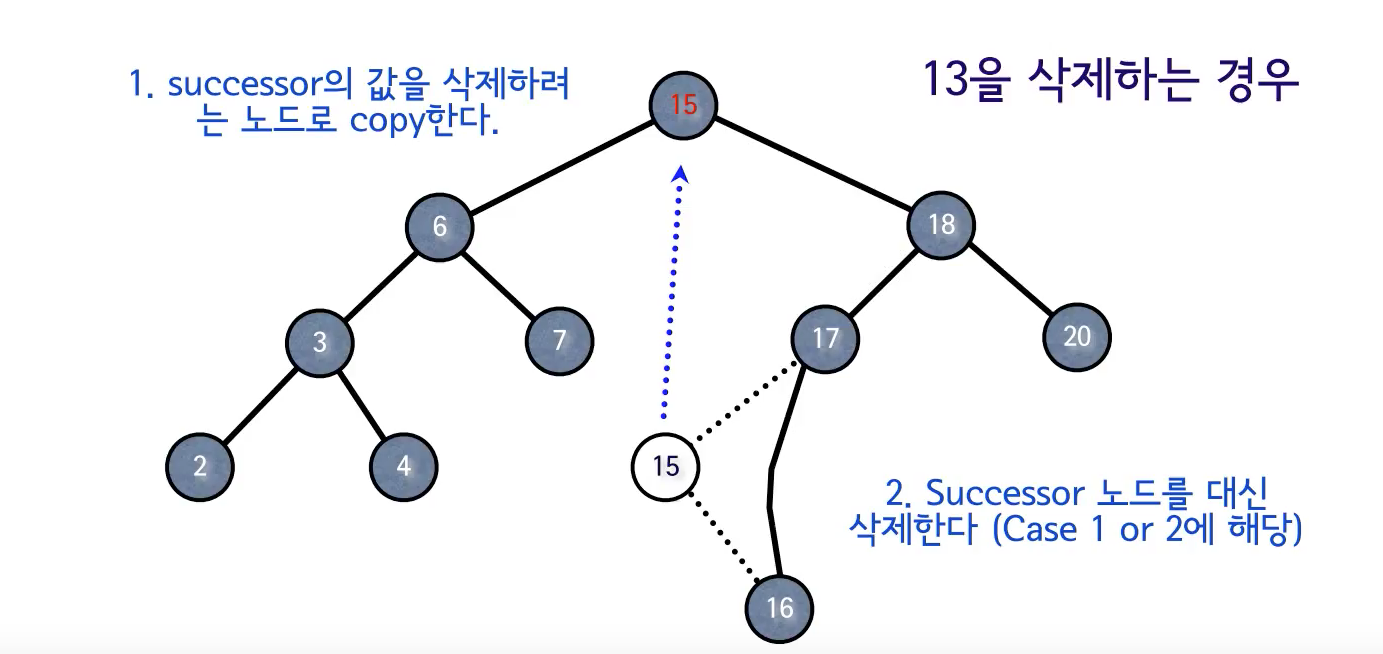 1. successor의 값을 삭제하려
는 노드로 copy한다.
13을 삭제하는 경우
15
6
18
3
7
17
20
2
4
15
2. Successor 노드를 대신
삭제한다 (Case 1 or 2에 해당)
16